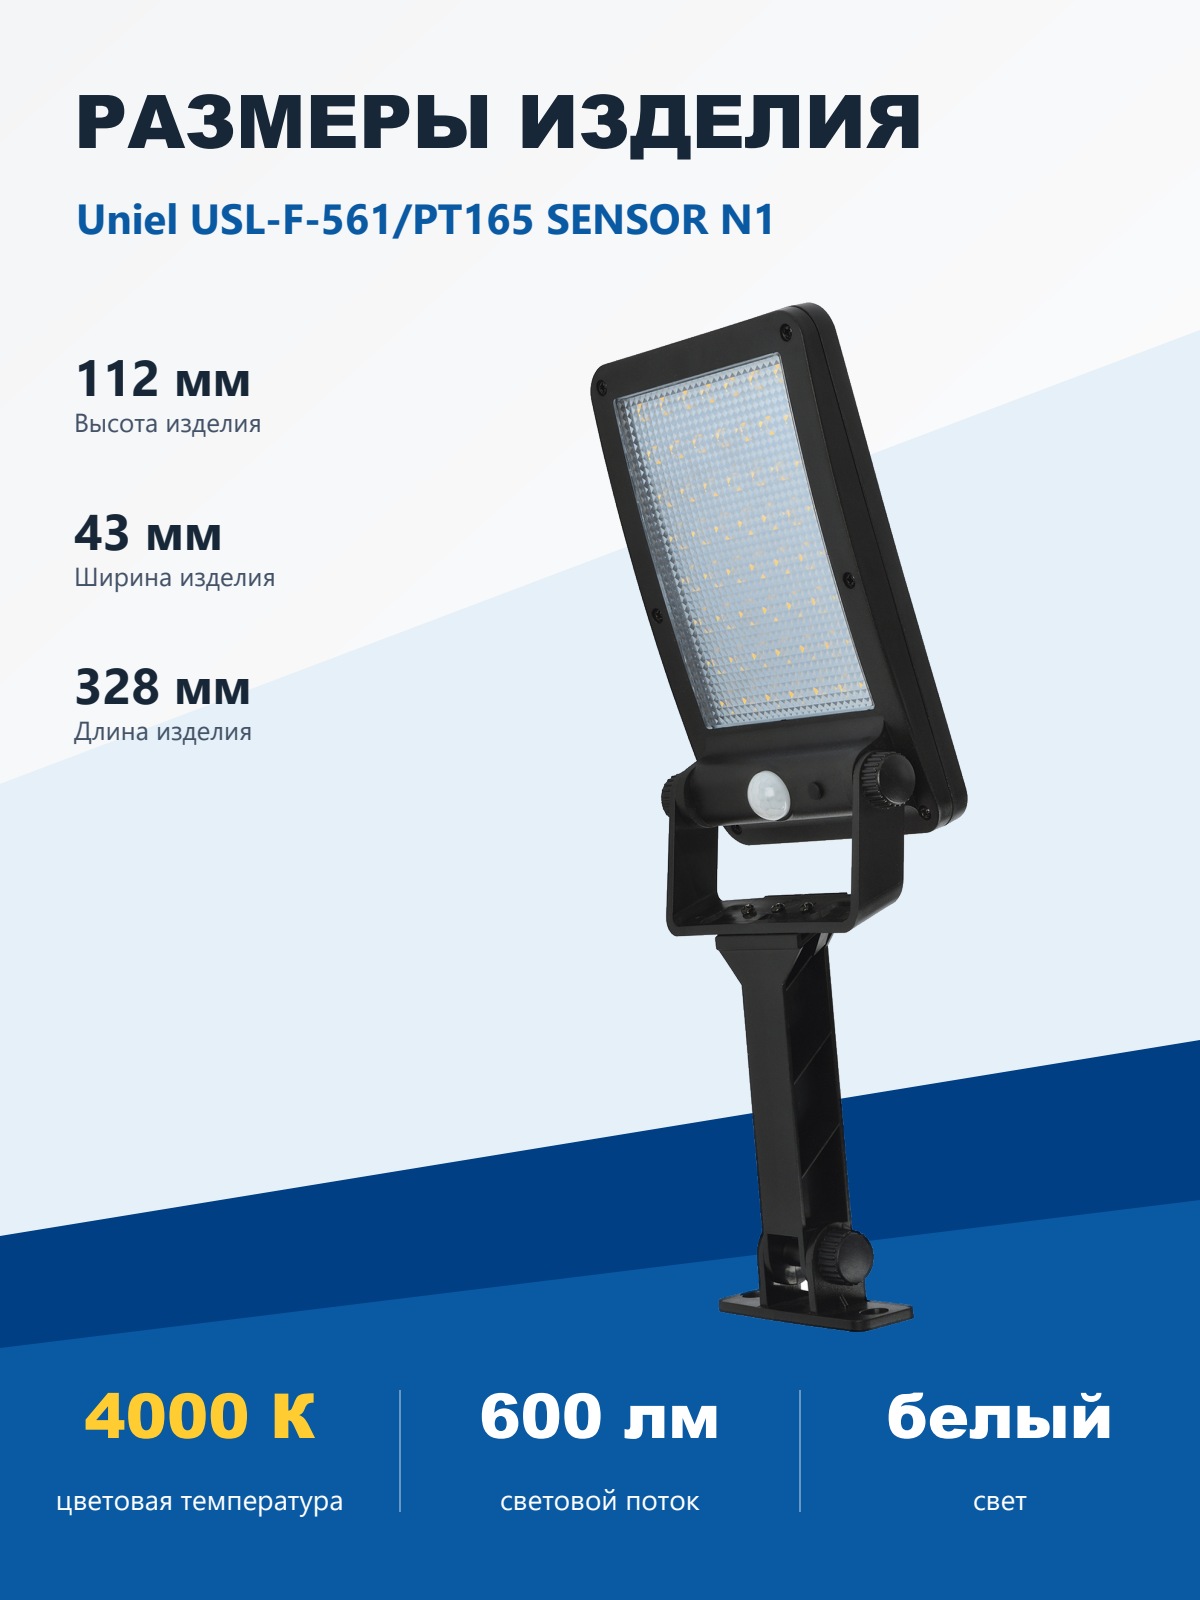 РАЗМЕРЫ ИЗДЕЛИЯ
Uniel USL-F-561/PT165 SENSOR N1
112 мм
Высота изделия
43 мм
Ширина изделия
328 мм
Длина изделия
4000 К
цветовая температура
600 лм
световой поток
белый
свет